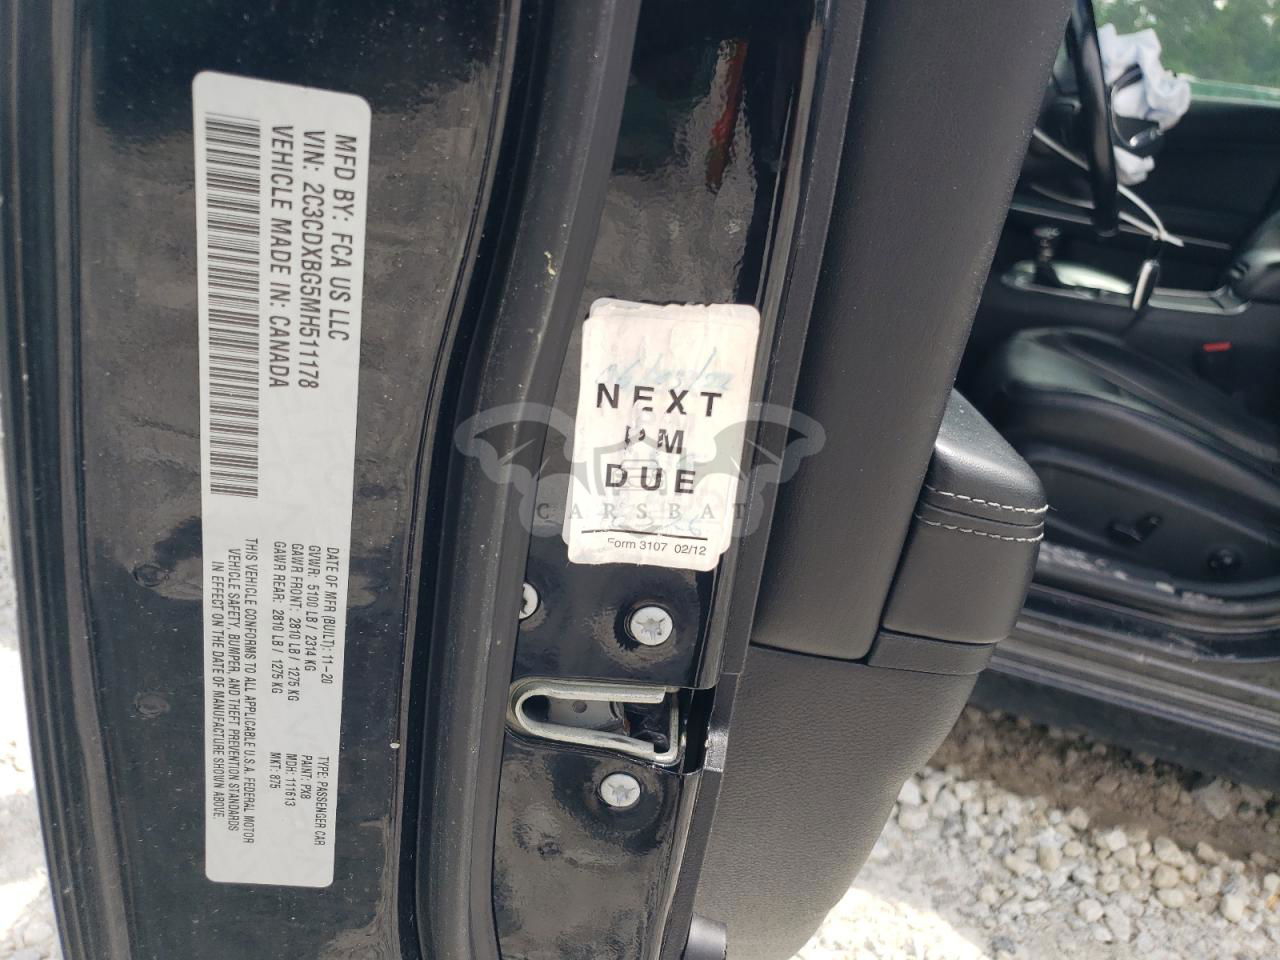 MFD BY: FCA US LLC
VIN: 2C3CDXBG5MH511178
VEHICLE MADE IN: CANADA
DATE OF MFR (BUILT): 11-20
GVWR: 5100 LB / 2314 KG
GAWR FRONT: 2810 LB / 1275 KG
GAWR REAR: 2810 LB / 1275 KG
TYPE: PASSENGER CAR
PAINT: PX8
MDH: 111613
MKT: 875
THIS VEHICLE CONFORMS TO ALL APPLICABLE U.S.A. FEDERAL MOTOR
VEHICLE SAFETY, BUMPER, AND THEFT PREVENTION STANDARDS
IN EFFECT ON THE DATE OF MANUFACTURE SHOWN ABOVE.
NEXT
PM
DUE
Form 3107 02/12
CARSBAT